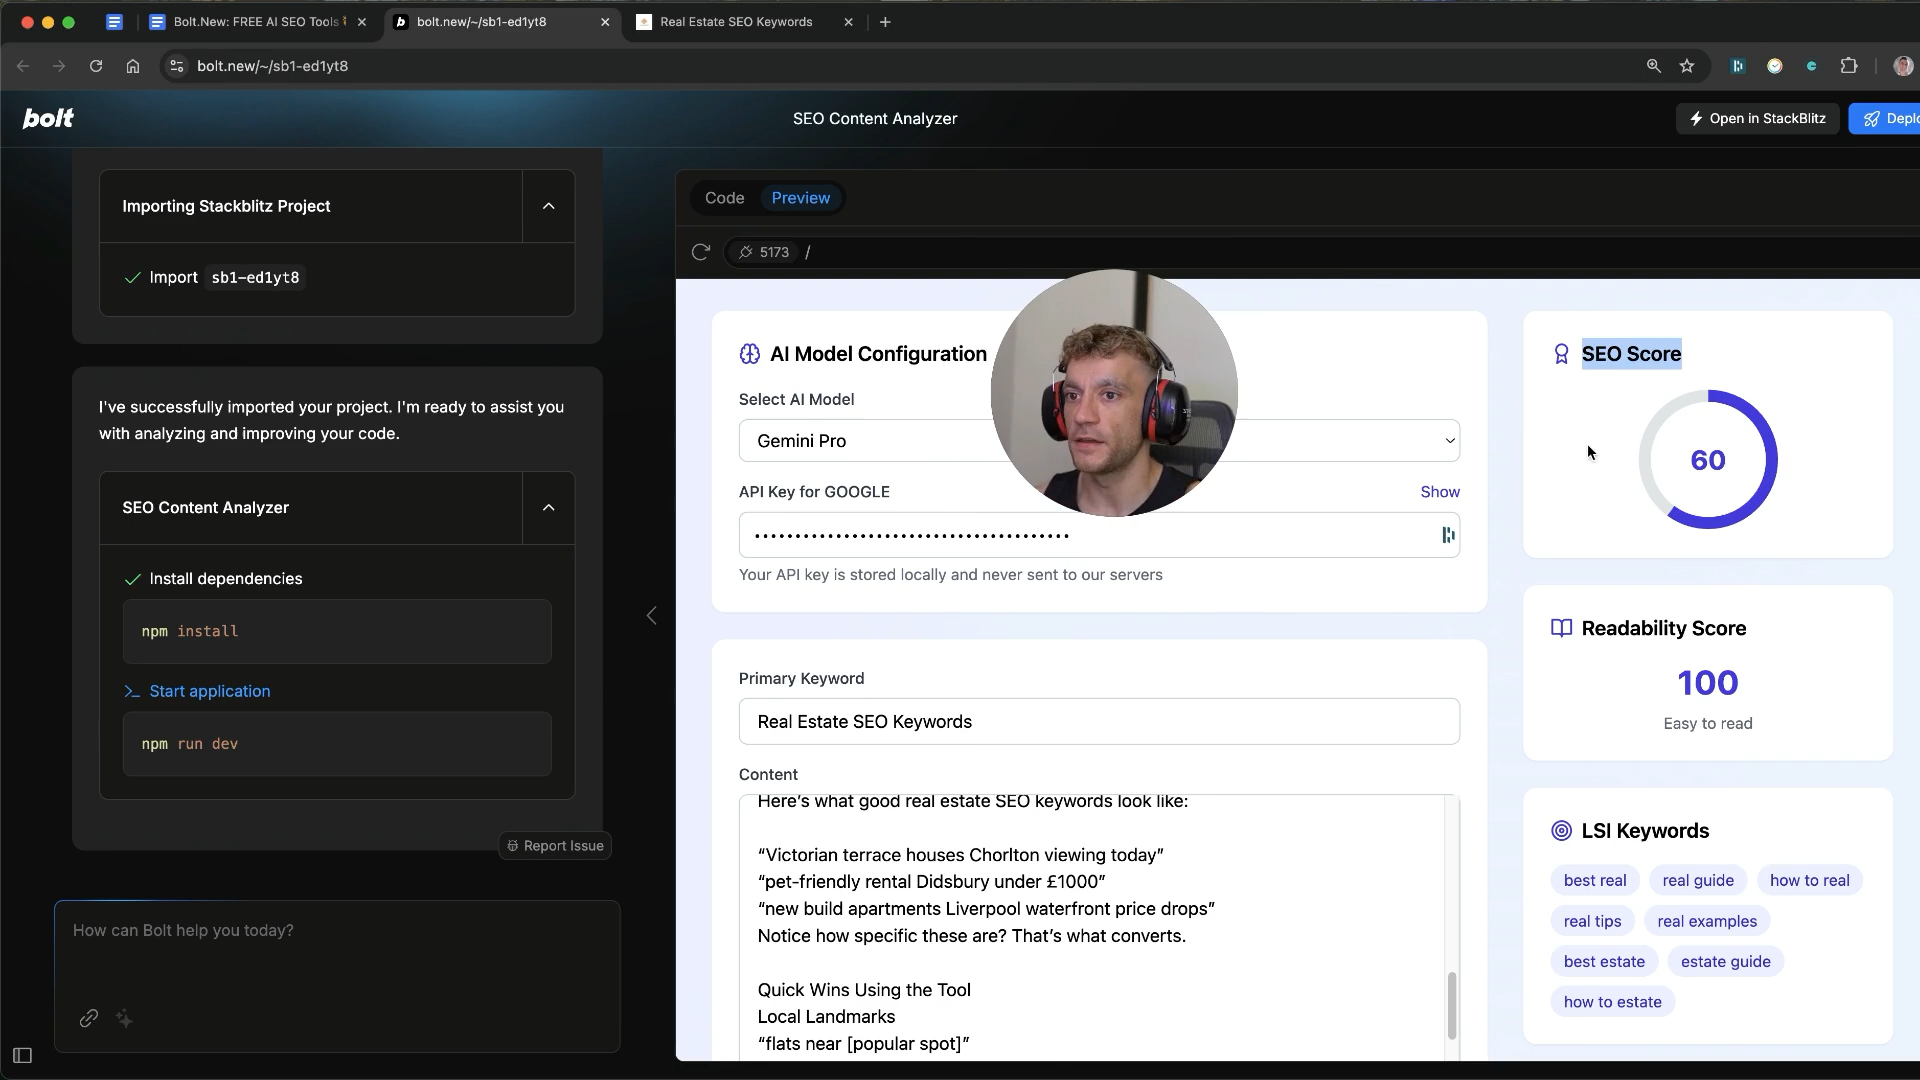 Bolt.New: FREE AI SEO Tools
bolt.new/~/sb1-ed1yt8
Real Estate SEO Keywords
bolt.new/~/sb1-ed1yt8
bolt
SEO Content Analyzer
Open in StackBlitz
Deplo
Importing Stackblitz Project
Import sb1-ed1yt8
I've successfully imported your project. I'm ready to assist you
with analyzing and improving your code.
SEO Content Analyzer
Install dependencies
npm install
Start application
npm run dev
Report Issue
How can Bolt help you today?
Code
Preview
5173
/
AI Model Configuration
Select AI Model
Gemini Pro
API Key for GOOGLE
Show
Your API key is stored locally and never sent to our servers
Primary Keyword
Real Estate SEO Keywords
Content
Here's what good real estate SEO keywords look like:
“Victorian terrace houses Chorlton viewing today”
“pet-friendly rental Didsbury under £1000”
“new build apartments Liverpool waterfront price drops”
Notice how specific these are? That’s what converts.
Quick Wins Using the Tool
Local Landmarks
“flats near [popular spot]”
SEO Score
60
Readability Score
100
Easy to read
LSI Keywords
best real
real guide
how to real
real tips
real examples
best estate
estate guide
how to estate